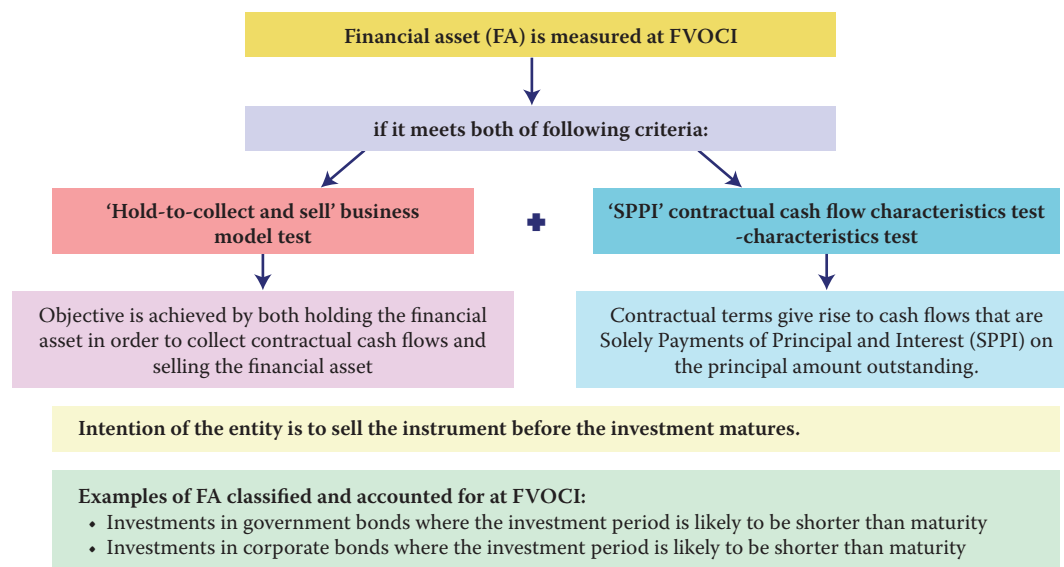 Financial asset (FA) is measured at FVOCI
if it meets both of following criteria:
‘Hold-to-collect and sell’ business
model test
‘SPPI’ contractual cash flow characteristics test
-characteristics test
Objective is achieved by both holding the financial
asset in order to collect contractual cash flows and
selling the financial asset
Contractual terms give rise to cash flows that are
Solely Payments of Principal and Interest (SPPI) on
the principal amount outstanding.
Intention of the entity is to sell the instrument before the investment matures.
Examples of FA classified and accounted for at FVOCI:
• Investments in government bonds where the investment period is likely to be shorter than maturity
• Investments in corporate bonds where the investment period is likely to be shorter than maturity